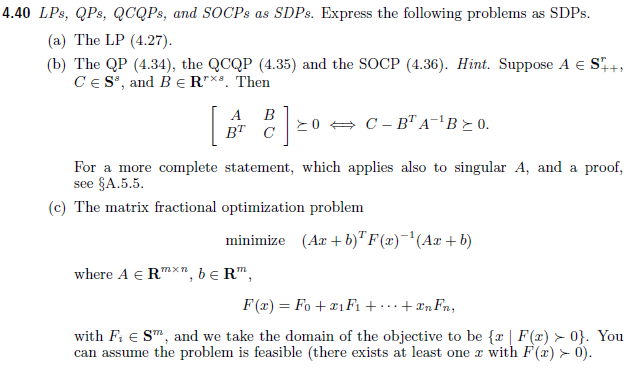 4.40 LPs, QPs, QCQPs, and SOCPs as SDPs. Express the following problems as SDPs.
(a) The LP (4.27).
(b) The QP (4.34), the QCQP (4.35) and the SOCP (4.36). Hint. Suppose A ∈ S^r_{++},
C ∈ S^s, and B ∈ R^{r×s}. Then
[ A B
B^T C ] ⪰ 0 ⟺ C − B^T A^{−1} B ⪰ 0.
For a more complete statement, which applies also to singular A, and a proof,
see §A.5.5.
(c) The matrix fractional optimization problem
minimize (Ax + b)^T F(x)^{−1}(Ax + b)
where A ∈ R^{m×n}, b ∈ R^m,
F(x) = F_0 + x_1F_1 + ··· + x_nF_n,
with F_i ∈ S^m, and we take the domain of the objective to be {x | F(x) ≻ 0}. You
can assume the problem is feasible (there exists at least one x with F(x) ≻ 0).